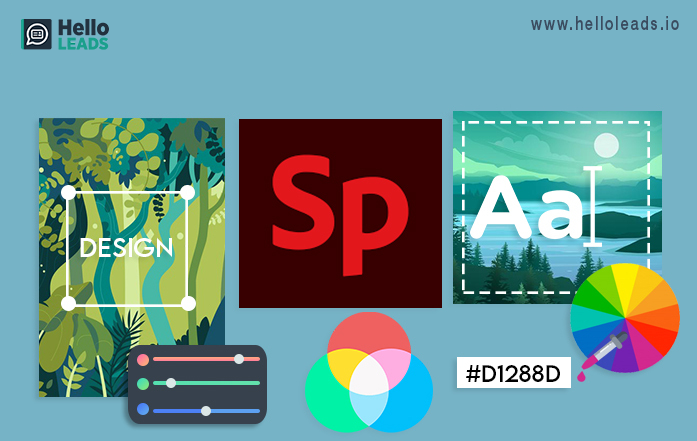 Hello
LEADS
www.helloleads.io
DESIGN
Sp
Aa
#D1288D